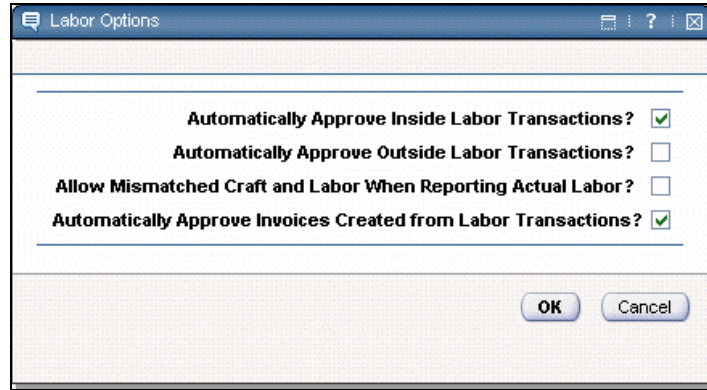 Labor Options ?
Automatically Approve Inside Labor Transactions?
Automatically Approve Outside Labor Transactions?
Allow Mismatched Craft and Labor When Reporting Actual Labor?
Automatically Approve Invoices Created from Labor Transactions?
OK Cancel